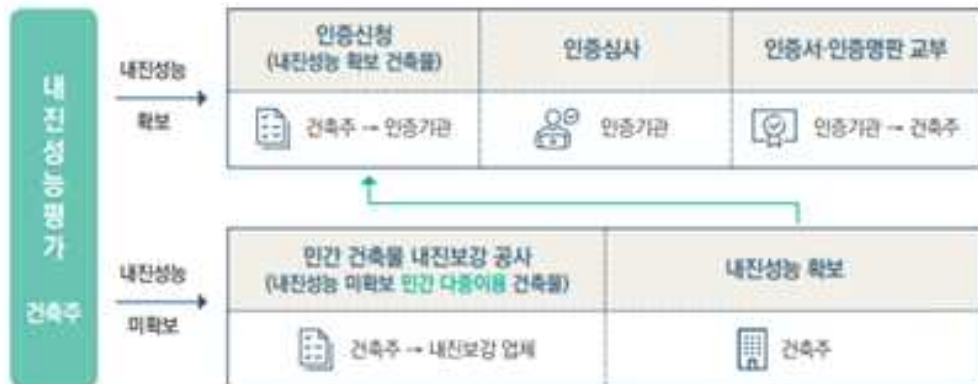 내진성능평가
건축주
내진성능
확보
인증신청
(내진성능 확보 건축물)
인증심사
인증서·인증명판 교부
건축주 → 인증기관
인증기관
인증기관 → 건축주
내진성능
미확보
민간 건축물 내진보강 공사
(내진성능 미확보 민간 다중이용 건축물)
내진성능 확보
건축주 → 내진보강 업체
건축주